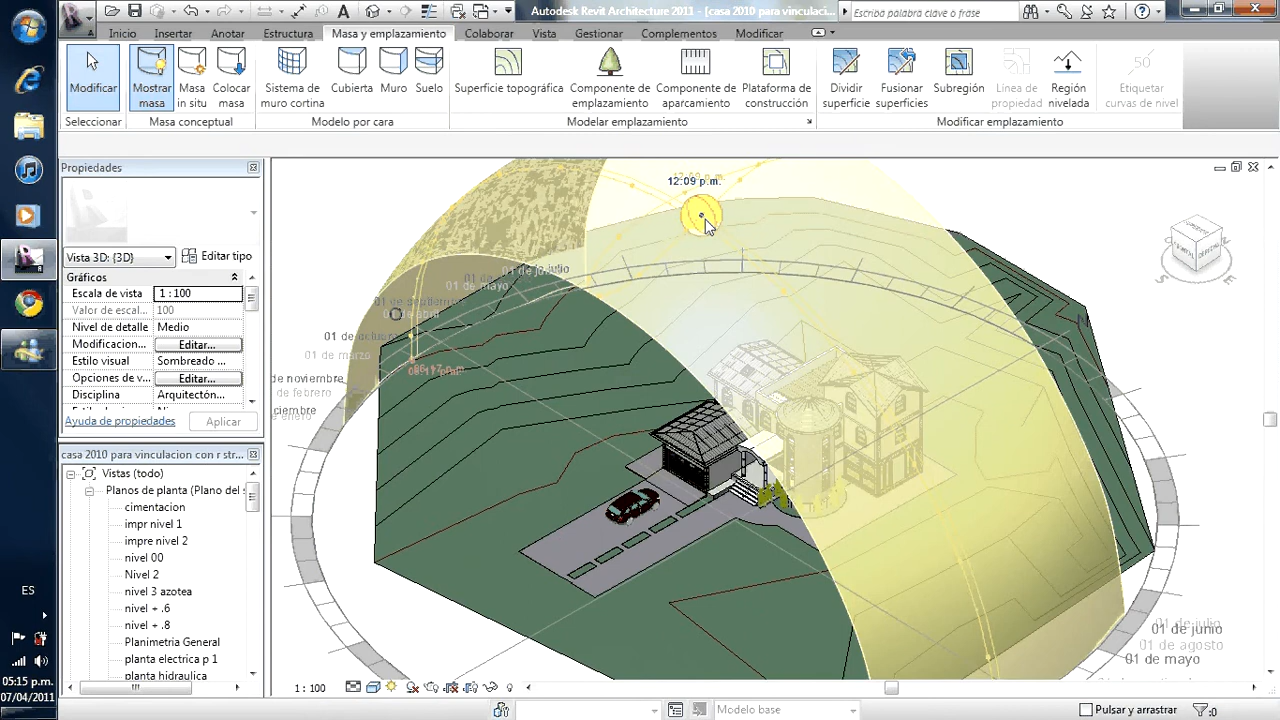 Autodesk Revit Architecture 2011 - [casa 2010 para vinculaci...
Escriba palabra clave o frase
Inicio Insertar Anotar Estructura Masa y emplazamiento Colaborar Vista Gestionar Complementos Modificar
Modificar
Mostrar masa
Masa in situ
Colocar masa
Sistema de muro cortina
Cubierta
Muro
Suelo
Superficie topográfica
Componente de emplazamiento
Componente de aparcamiento
Plataforma de construcción
Dividir superficie
Fusionar superficies
Subregión
Línea de propiedad
Región nivelada
50
Etiquetar curvas de nivel
Seleccionar Masa conceptual Modelo por cara Modelar emplazamiento Modificar emplazamiento
Propiedades
Vista 3D: {3D} Editar tipo
Gráficos
Escala de vista 1 : 100
Valor de escal... 100
Nivel de detalle Medio
Modificacion... Editar...
Estilo visual Sombreado ...
Opciones de v... Editar...
Disciplina Arquitectón...
Ayuda de propiedades Aplicar
casa 2010 para vinculacion con r str...
Vistas (todo)
Planos de planta (Plano del
cimentacion
impr nivel 1
impre nivel 2
nivel 00
Nivel 2
nivel 3 azotea
nivel + .6
nivel + .8
Planimetria General
planta electrica p 1
planta hidraulica
12:09 p.m.
01 de mayo
01 de abril
01 de marzo
de noviembre
de febrero
01 de julio
01 de junio
01 de agosto
01 de mayo
1 : 100
Modelo base
Pulsar y arrastrar
:0
ES
05:15 p.m.
07/04/2011